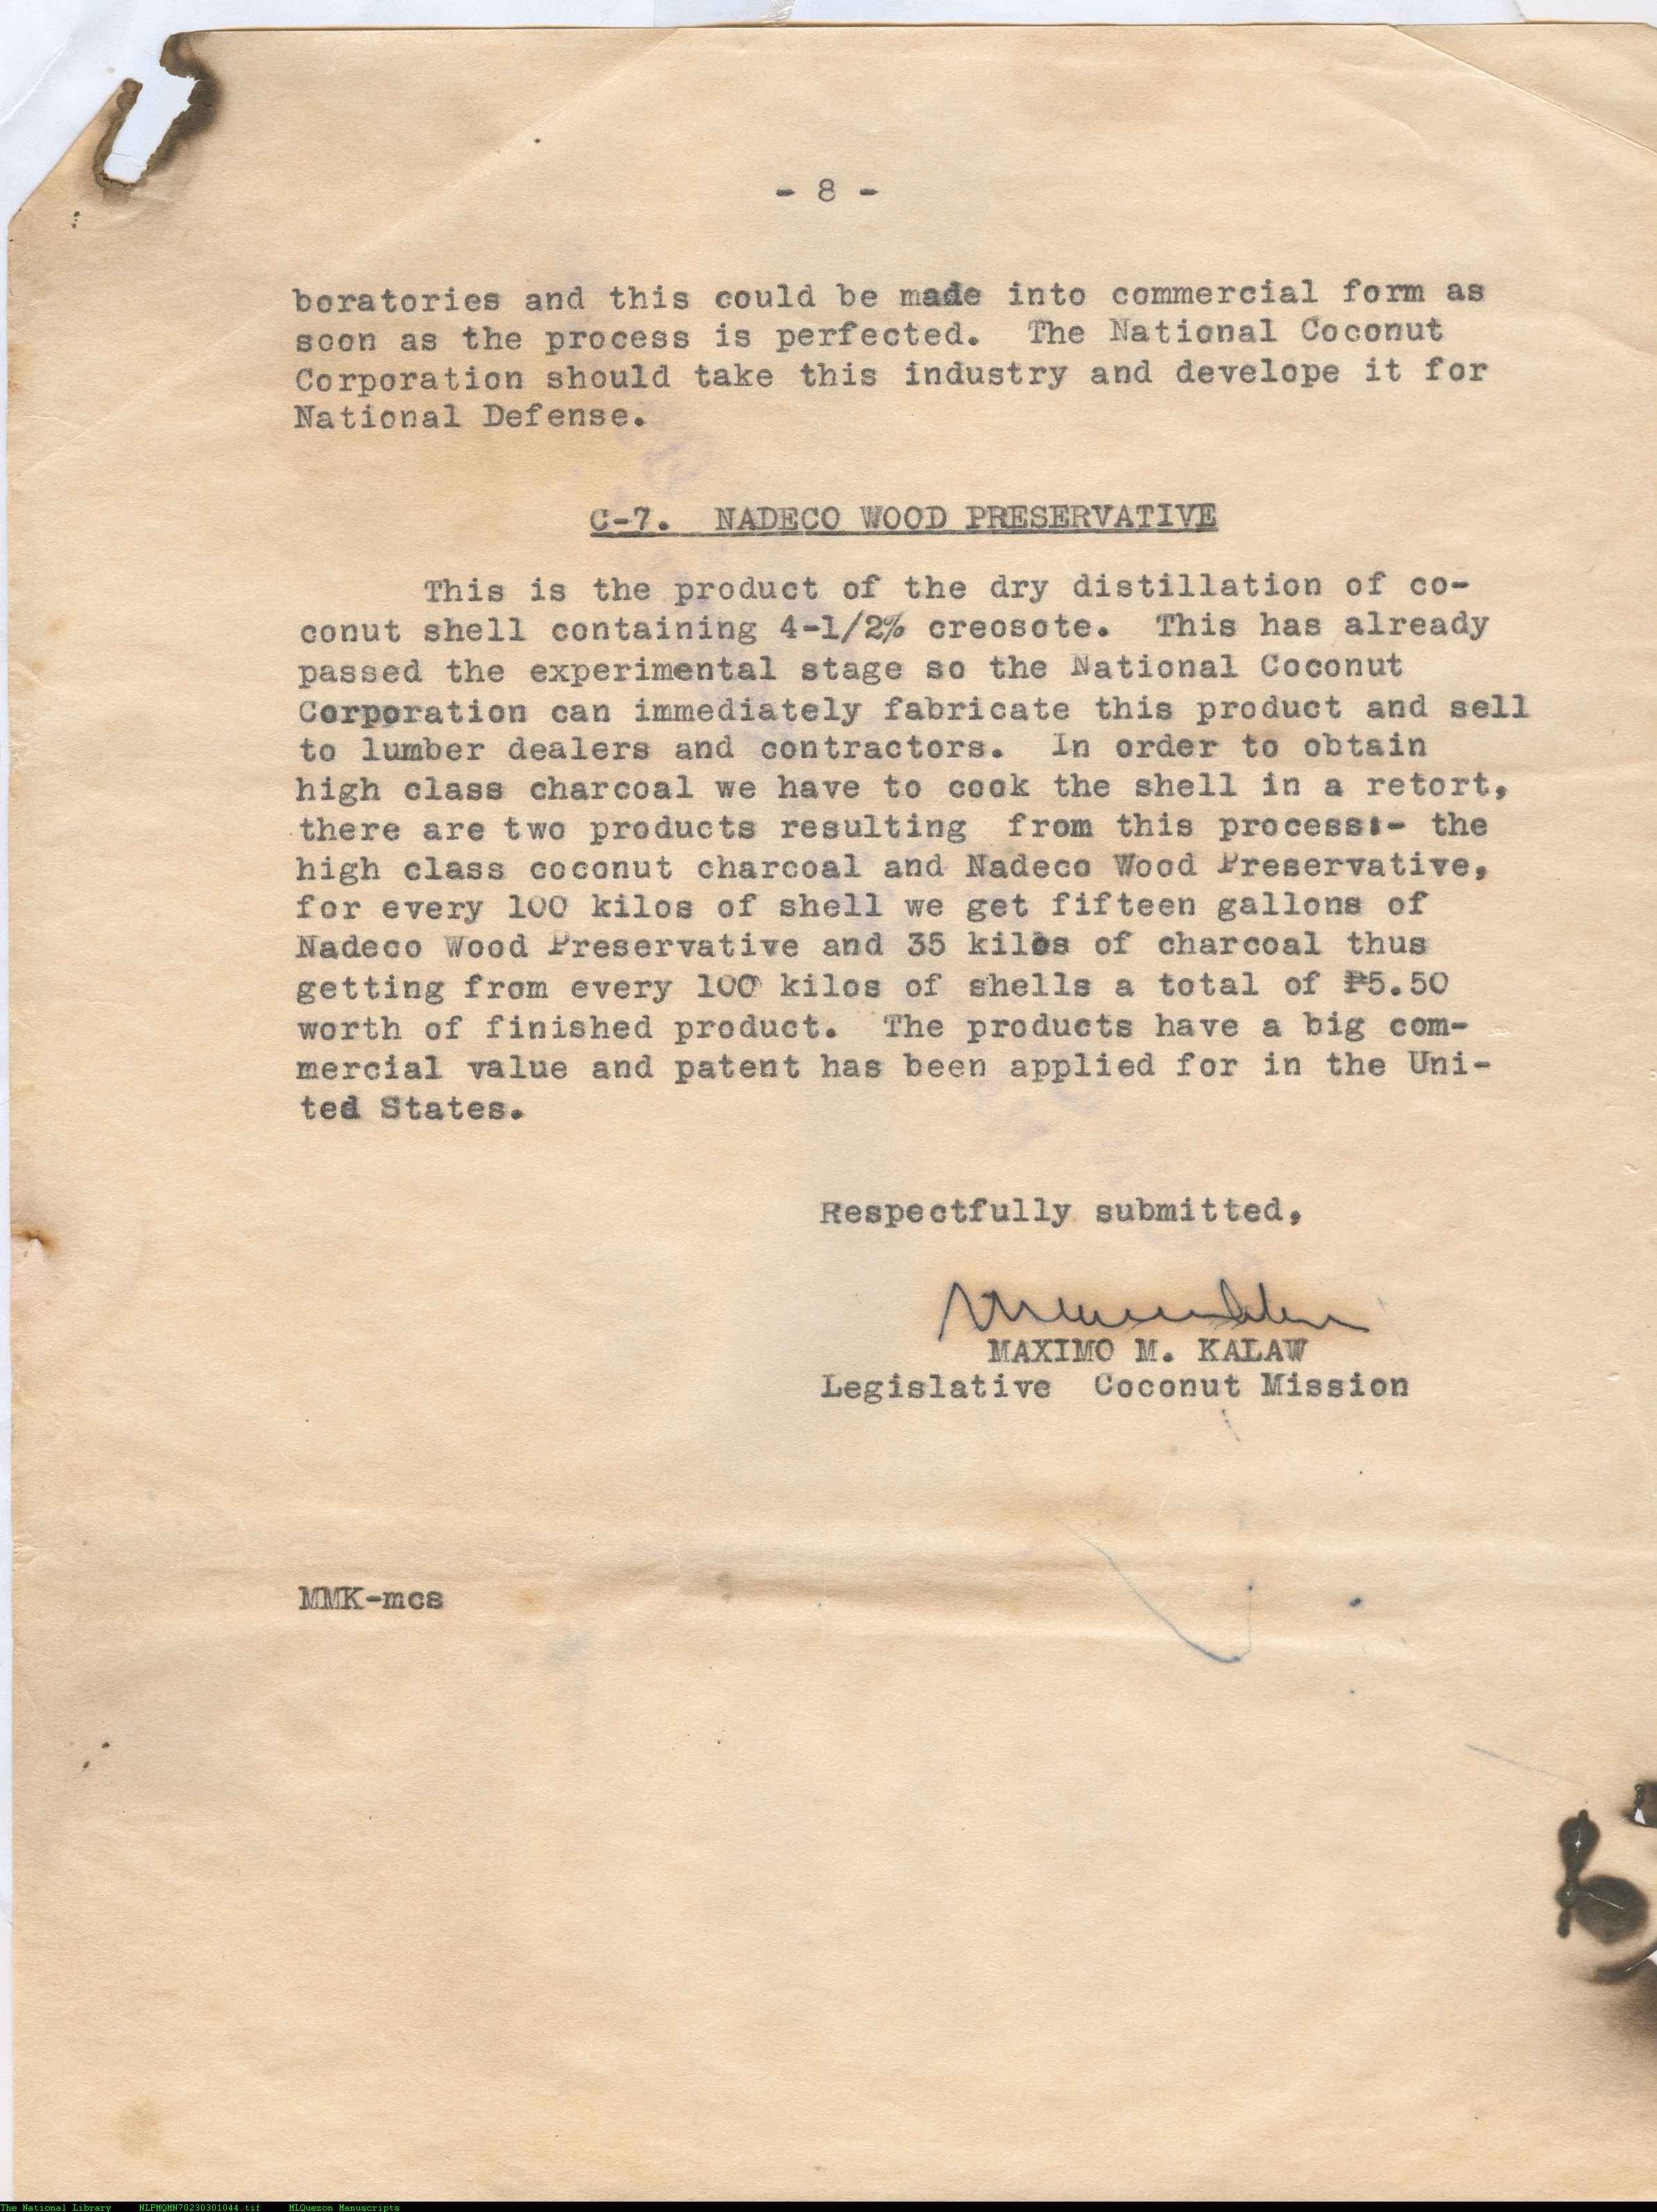 - 8 -
boratories and this could be made into commercial form as
soon as the process is perfected. The National Coconut
Corporation should take this industry and develope it for
National Defense.
C-7. NADECO WOOD PRESERVATIVE
This is the product of the dry distillation of co-
conut shell containing 4-1/2% creosote. This has already
passed the experimental stage so the National Coconut
Corporation can immediately fabricate this product and sell
to lumber dealers and contractors. In order to obtain
high class charcoal we have to cook the shell in a retort,
there are two products resulting from this process:- the
high class coconut charcoal and Nadeco Wood Preservative,
for every 100 kilos of shell we get fifteen gallons of
Nadeco Wood Preservative and 35 kilos of charcoal thus
getting from every 100 kilos of shells a total of ₱5.50
worth of finished product. The products have a big com-
mercial value and patent has been applied for in the Uni-
ted States.
Respectfully submitted,
MAXIMO M. KALAW
Legislative Coconut Mission
MMK-mcs
The National Library NLPMQMN70230301044.tif MLQuezon Manuscripts